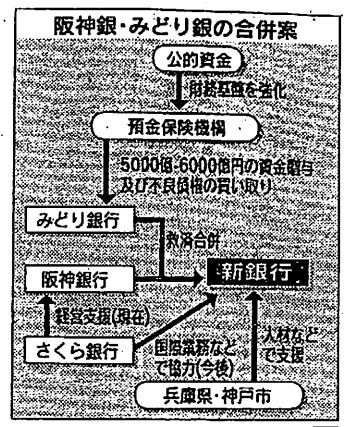 阪神銀・みどり銀の合併案
公的資金
財務基盤を強化
預金保険機構
5000億-6000億円の資金贈与
及び不良債権の買い取り
みどり銀行
救済合併
阪神銀行
新銀行
経営支援(現在)
さくら銀行
国際業務など
で協力(今後)
人材など
で支援
兵庫県・神戸市